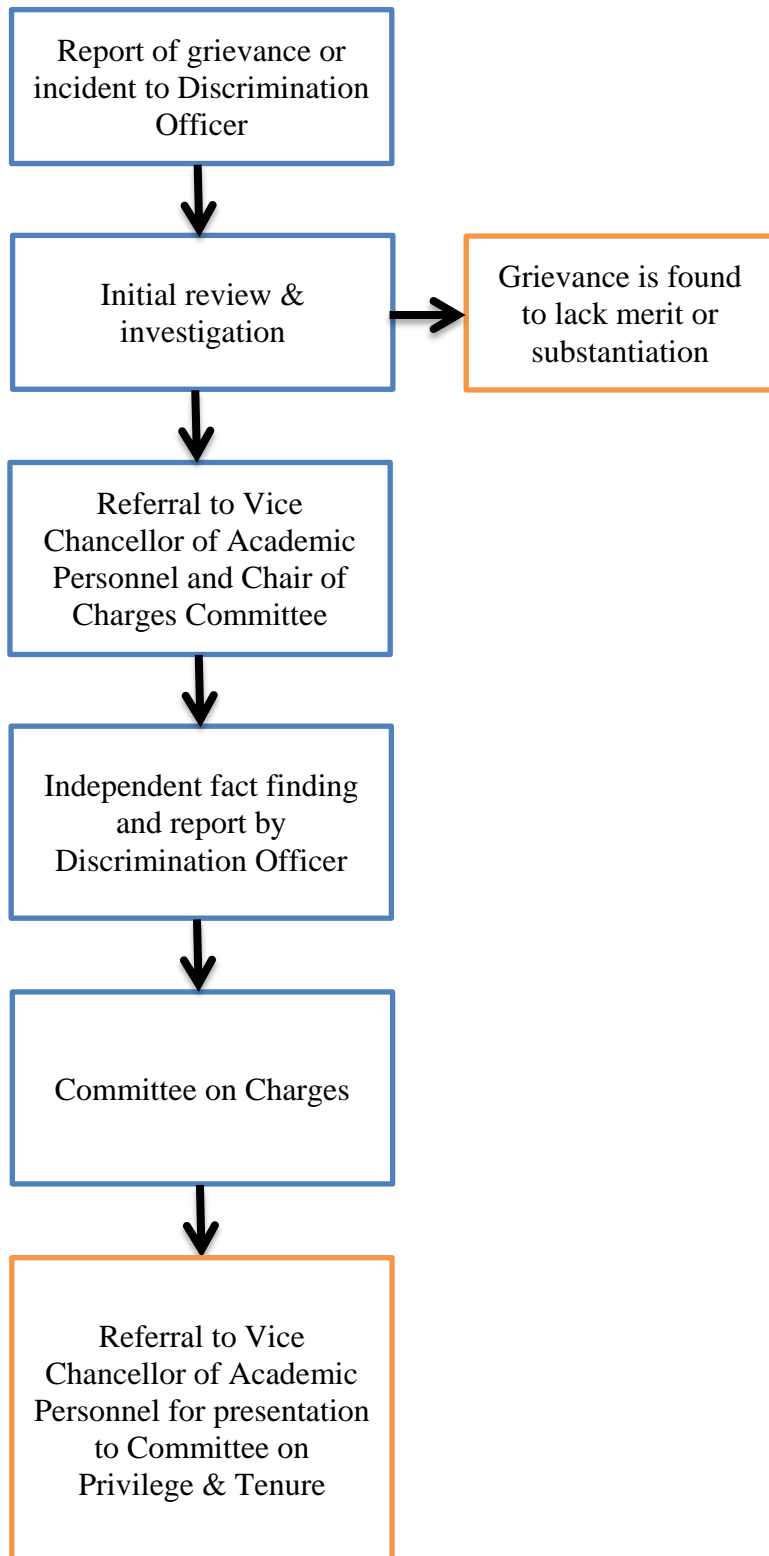 Report of grievance or
incident to Discrimination
Officer
Initial review &
investigation
Grievance is found
to lack merit or
substantiation
Referral to Vice
Chancellor of Academic
Personnel and Chair of
Charges Committee
Independent fact finding
and report by
Discrimination Officer
Committee on Charges
Referral to Vice
Chancellor of Academic
Personnel for presentation
to Committee on
Privilege & Tenure